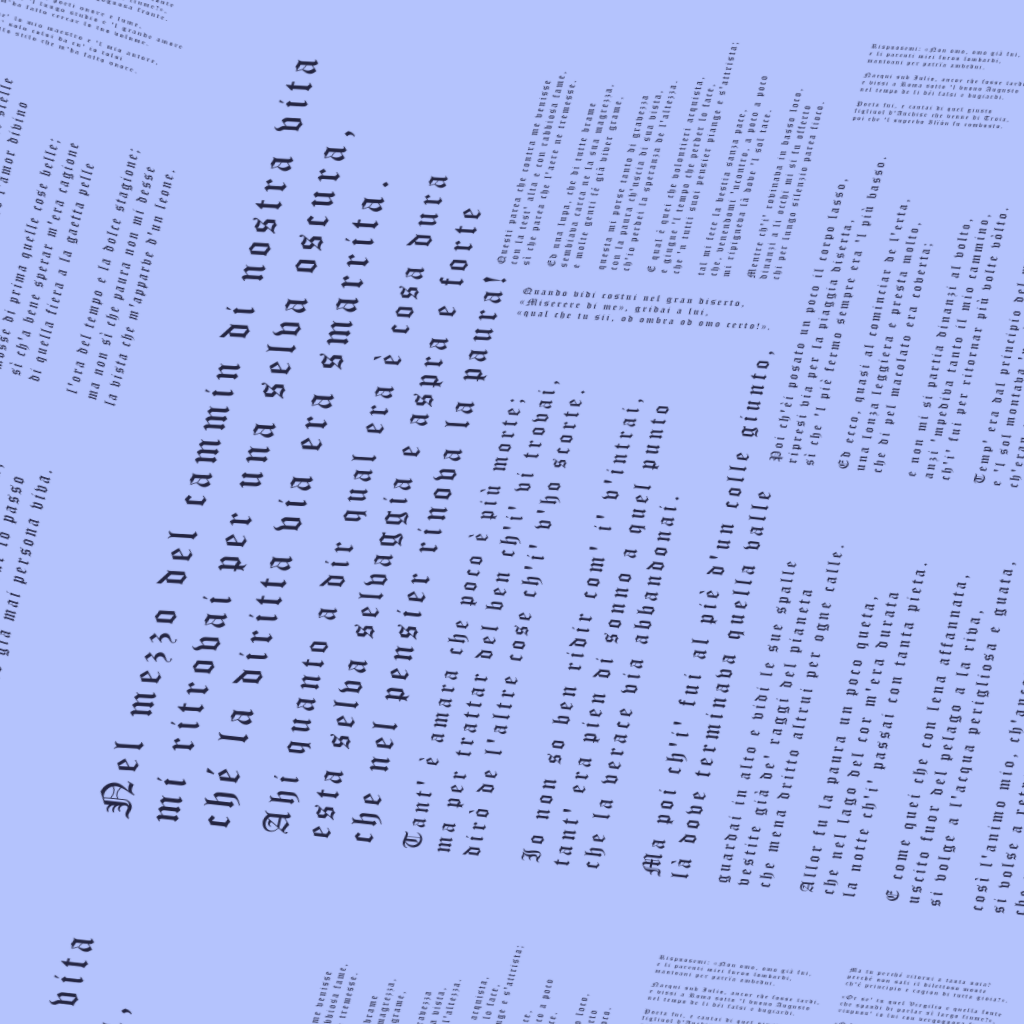 Nel mezzo del cammin di nostra vita
mi ritrovai per una selva oscura,
ché la diritta via era smarrita.
Ahi quanto a dir qual era è cosa dura
esta selva selvaggia e aspra e forte
che nel pensier rinova la paura!
Tant' è amara che poco è più morte;
ma per trattar del ben ch'i' vi trovai,
dirò de l'altre cose ch'i' v'ho scorte.
Io non so ben ridir com' i' v'intrai,
tant' era pien di sonno a quel punto
che la verace via abbandonai.
Ma poi ch'i' fui al piè d'un colle giunto,
là dove terminava quella valle
guardai in alto e vidi le sue spalle
vestite già de' raggi del pianeta
che mena dritto altrui per ogne calle.
Allor fu la paura un poco queta,
che nel lago del cor m'era durata
la notte ch'i' passai con tanta pieta.
E come quei che con lena affannata,
uscito fuor del pelago a la riva,
si volge a l'acqua perigliosa e guata,
così l'animo mio, ch'
si volse a
lo passo
già mai persona viva.
Poi ch'èi posato un poco il corpo lasso,
ripresi via per la piaggia diserta,
sì che 'l piè fermo sempre era 'l più basso.
Ed ecco, quasi al cominciar de l'erta,
una lonza leggiera e presta molto,
che di pel macolato era coverta;
e non mi si partia dinanzi al volto,
anzi 'mpediva tanto il mio cammino,
ch'i' fui per ritornar più volte vòlto.
Temp' era dal principio del
e 'l sol montava
ch'eran
l'amor divino
mosse di prima quelle cose belle;
sì ch'a bene sperar m'era cagione
di quella fiera a la gaetta pelle
l'ora del tempo e la dolce stagione;
ma non sì che paura non mi desse
la vista che m'apparve d'un leone.
Questi parea che contra me venisse
con la test' alta e con rabbiosa fame,
sì che parea che l'aere ne tremesse.
Ed una lupa, che di tutte brame
sembiava carca ne la sua magrezza,
e molte genti fé già viver grame,
questa mi porse tanto di gravezza
con la paura ch'uscia di sua vista,
ch'io perdei la speranza de l'altezza.
E qual è quei che volontieri acquista,
e giugne 'l tempo che perder lo face,
che 'n tutti suoi pensier piange e s'attrista;
tal mi fece la bestia sanza pace,
che, venendomi 'ncontro, a poco a poco
mi ripigneva là dove 'l sol tace.
Mentre ch'i' rovinava in basso loco,
dinanzi a li occhi mi si fu offerto
chi per lungo silenzio parea fioco.
Quando vidi costui nel gran diserto,
«Miserere di me», gridai a lui,
«qual che tu sii, od ombra od omo certo!».
Rispuosemi: «Non omo, omo già fui,
e li parenti miei furon lombardi,
mantoani per patrïa ambedui.
Nacqui sub Iulio, ancor che fosse tardi,
e vissi a Roma sotto 'l buono Augusto
nel tempo de li dèi falsi e bugiardi.
Poeta fui, e cantai di quel giusto
figliuol d'Anchise che venne di Troia,
poi che 'l superbo Ilïón fu combusto.
vita